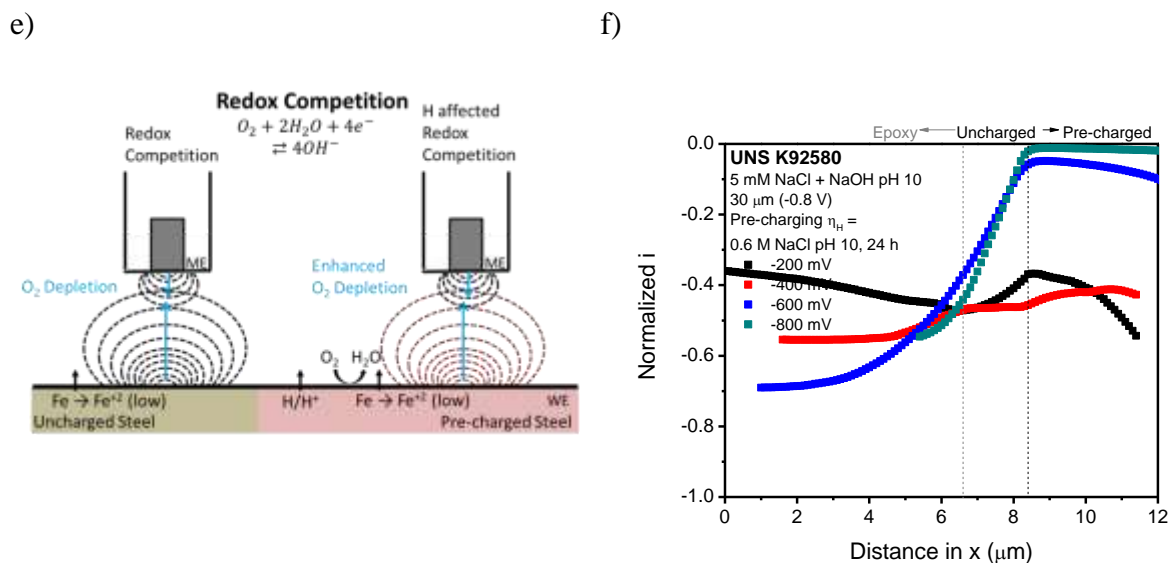 e)
Redox Competition
O₂ + 2H₂O + 4e⁻
⇄ 4OH⁻
Redox
Competition
H affected
Redox
Competition
ME
ME
O₂ Depletion
Enhanced
O₂ Depletion
O₂ H₂O
Fe → Fe⁺² (low)
H/H⁺
Fe → Fe⁺² (low)
WE
Uncharged Steel
Pre-charged Steel
f)
Epoxy Uncharged Pre-charged
UNS K92580
5 mM NaCl + NaOH pH 10
30 μm (-0.8 V)
Pre-charging ηH =
0.6 M NaCl pH 10, 24 h
-200 mV
-400 mV
-600 mV
-800 mV
0.0
-0.2
-0.4
-0.6
-0.8
-1.0
Normalized i
0 2 4 6 8 10 12
Distance in x (μm)